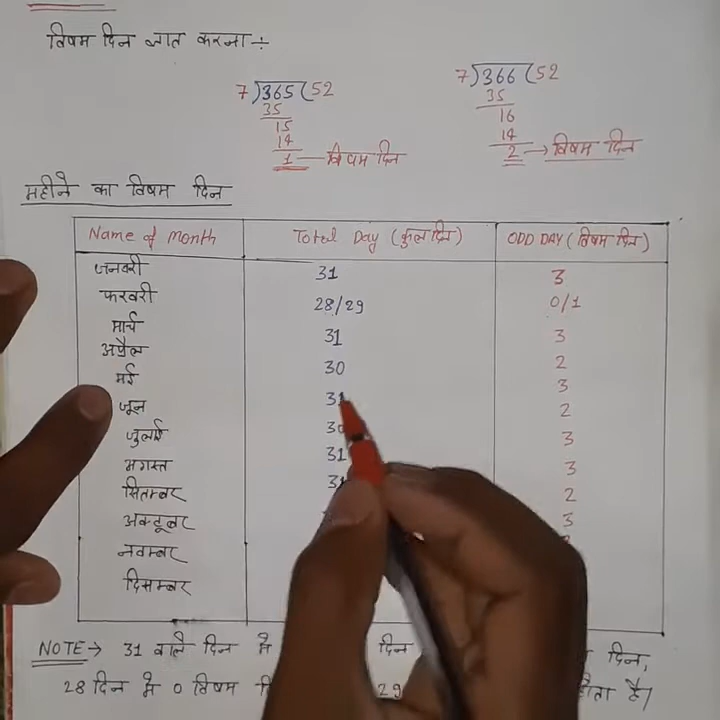 विषम दिन ज्ञात करना ÷
7)365(52
35
15
14
1 — विषम दिन
7)366(52
35
16
14
2 → विषम दिन
महीने का विषम दिन
Name of Month Total Day (कुल दिन) ODD DAY (विषम दिन)
जनवरी 31 3
फरवरी 28/29 0/1
मार्च 31 3
अप्रैल 30 2
मई 31 3
जून 30 2
जुलाई 31 3
अगस्त 31 3
सितम्बर 2
अक्टूबर 3
नवम्बर
दिसम्बर
NOTE → 31 वाले दिन में दिन दिन,
28 दिन में 0 विषम 29 होता है।